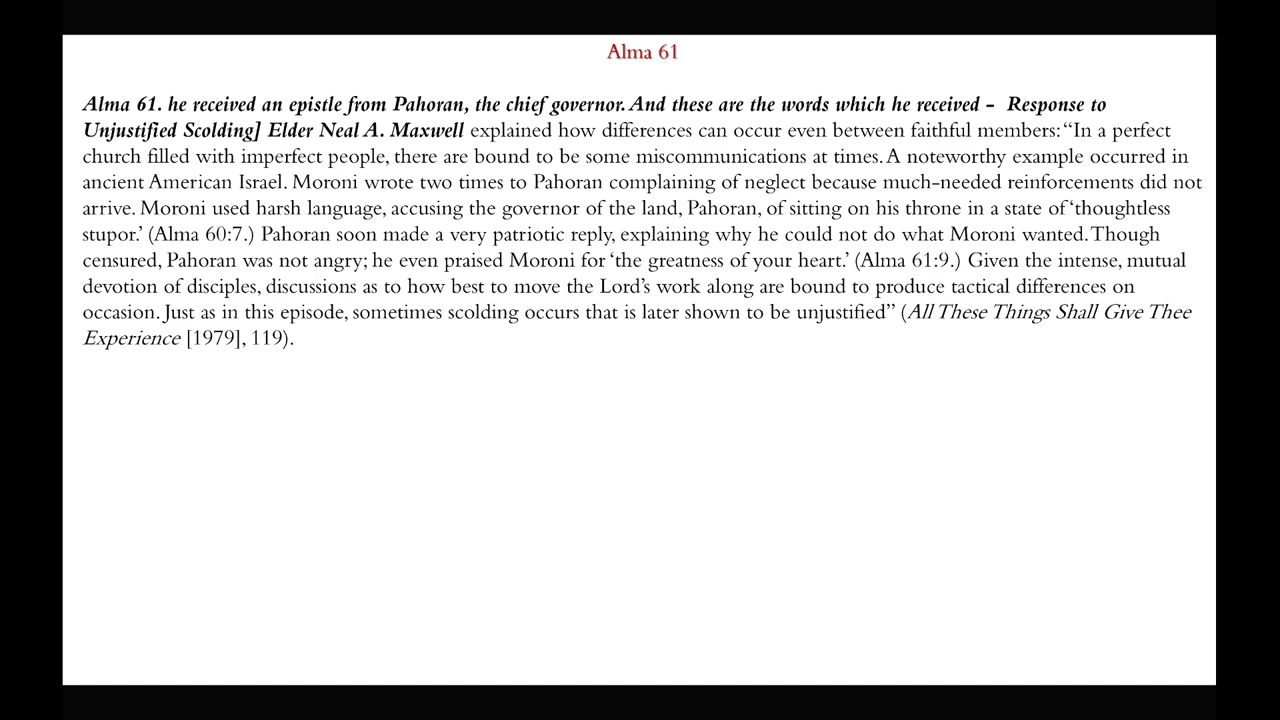 Alma 61
Alma 61. he received an epistle from Pahoran, the chief governor. And these are the words which he received - Response to
Unjustified Scolding] Elder Neal A. Maxwell explained how differences can occur even between faithful members: “In a perfect
church filled with imperfect people, there are bound to be some miscommunications at times. A noteworthy example occurred in
ancient American Israel. Moroni wrote two times to Pahoran complaining of neglect because much-needed reinforcements did not
arrive. Moroni used harsh language, accusing the governor of the land, Pahoran, of sitting on his throne in a state of ‘thoughtless
stupor.’ (Alma 60:7.) Pahoran soon made a very patriotic reply, explaining why he could not do what Moroni wanted. Though
censured, Pahoran was not angry; he even praised Moroni for ‘the greatness of your heart.’ (Alma 61:9.) Given the intense, mutual
devotion of disciples, discussions as to how best to move the Lord’s work along are bound to produce tactical differences on
occasion. Just as in this episode, sometimes scolding occurs that is later shown to be unjustified” (All These Things Shall Give Thee
Experience [1979], 119).